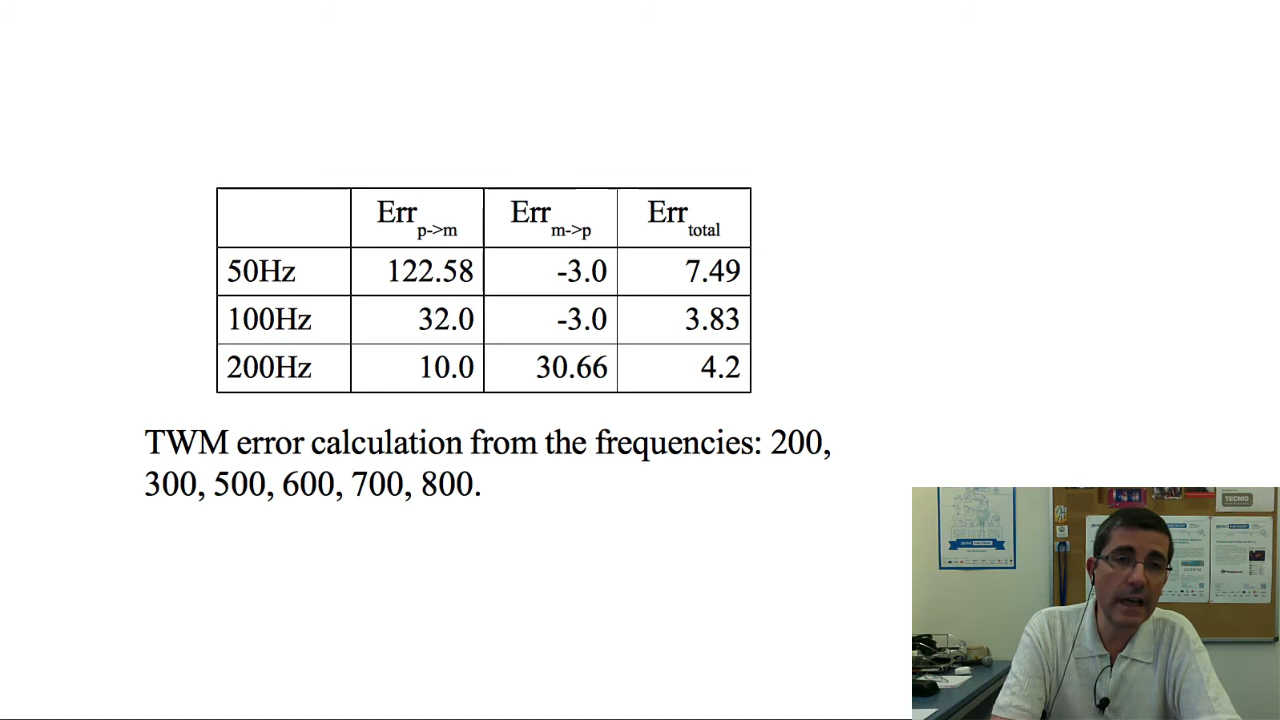 Err p->m Err m->p Err total
50Hz 122.58 -3.0 7.49
100Hz 32.0 -3.0 3.83
200Hz 10.0 30.66 4.2
TWM error calculation from the frequencies: 200,
300, 500, 600, 700, 800.
TECNIO